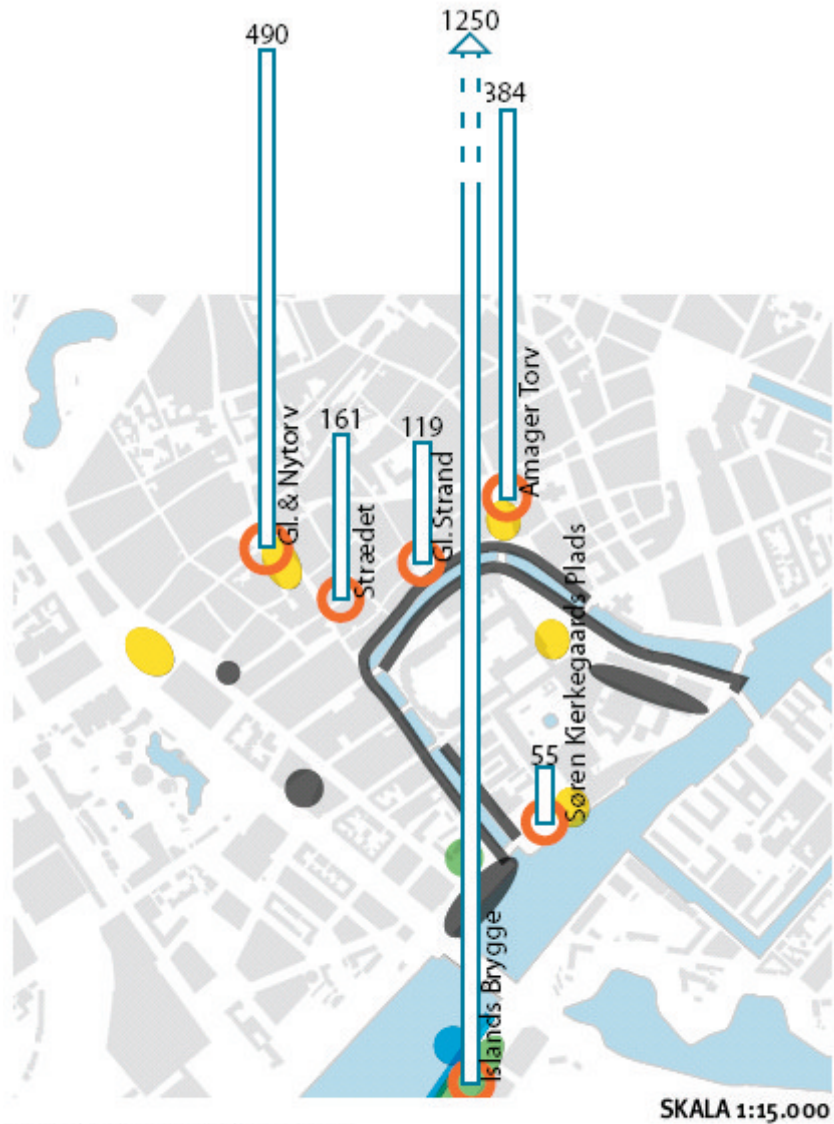 490
1250
384
Amager Torv
161
119
Gl. & Nytorv
Gl. Strand
Strædet
Søren Kierkegaards Plads
55
Islands Brygge
SKALA 1:15.000